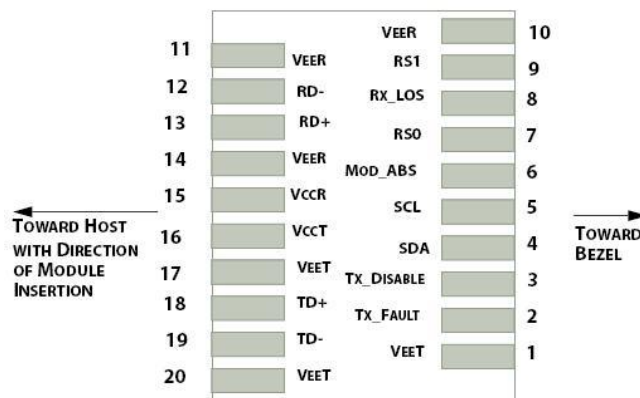 11 VEER
12 RD-
13 RD+
14 VEER
15 VCCR
16 VCCT
17 VEET
18 TD+
19 TD-
20 VEET
VEER 10
RS1 9
RX_LOS 8
RS0 7
MOD_ABS 6
SCL 5
SDA 4
TX_DISABLE 3
TX_FAULT 2
VEET 1
TOWARD HOST
WITH DIRECTION
OF MODULE
INSERTION
TOWARD
BEZEL